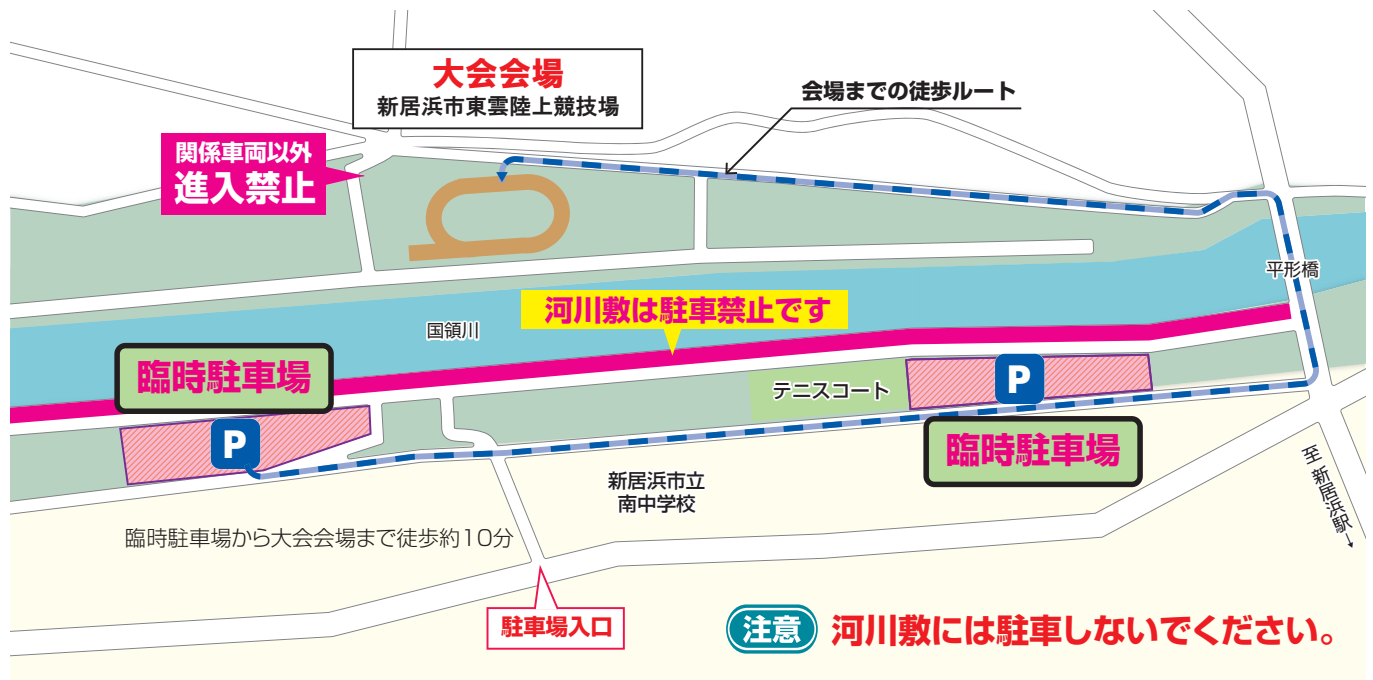 大会会場
新居浜市東雲陸上競技場
会場までの徒歩ルート
関係車両以外
進入禁止
平形橋
河川敷は駐車禁止です
国領川
臨時駐車場
P
テニスコート
P
臨時駐車場
新居浜市立
南中学校
至新居浜駅→
臨時駐車場から大会会場まで徒歩約10分
駐車場入口
注意 河川敷には駐車しないでください。